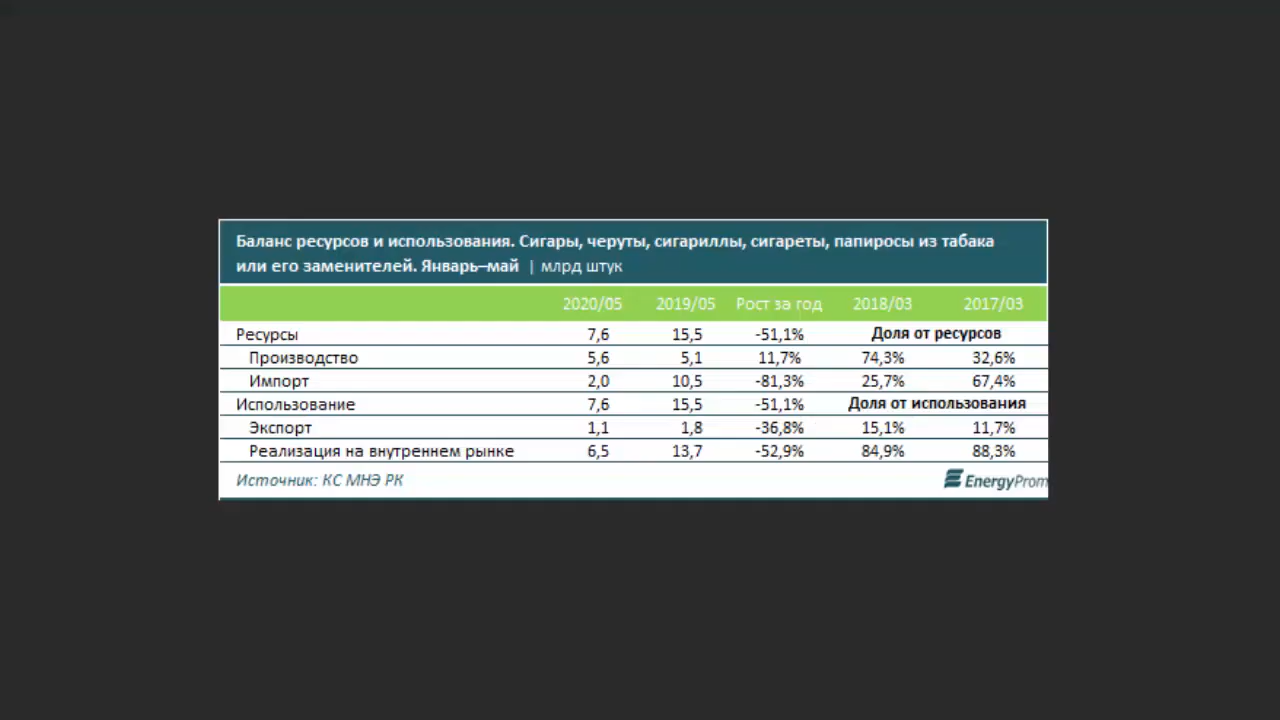 Баланс ресурсов и использования. Сигары, черуты, сигариллы, сигареты, папиросы из табака
или его заменителей. Январь–май | млрд штук
2020/05 2019/05 Рост за год 2018/03 2017/03
Ресурсы 7,6 15,5 -51,1% Доля от ресурсов
Производство 5,6 5,1 11,7% 74,3% 32,6%
Импорт 2,0 10,5 -81,3% 25,7% 67,4%
Использование 7,6 15,5 -51,1% Доля от использования
Экспорт 1,1 1,8 -36,8% 15,1% 11,7%
Реализация на внутреннем рынке 6,5 13,7 -52,9% 84,9% 88,3%
Источник: КС МНЭ РК EnergyProm